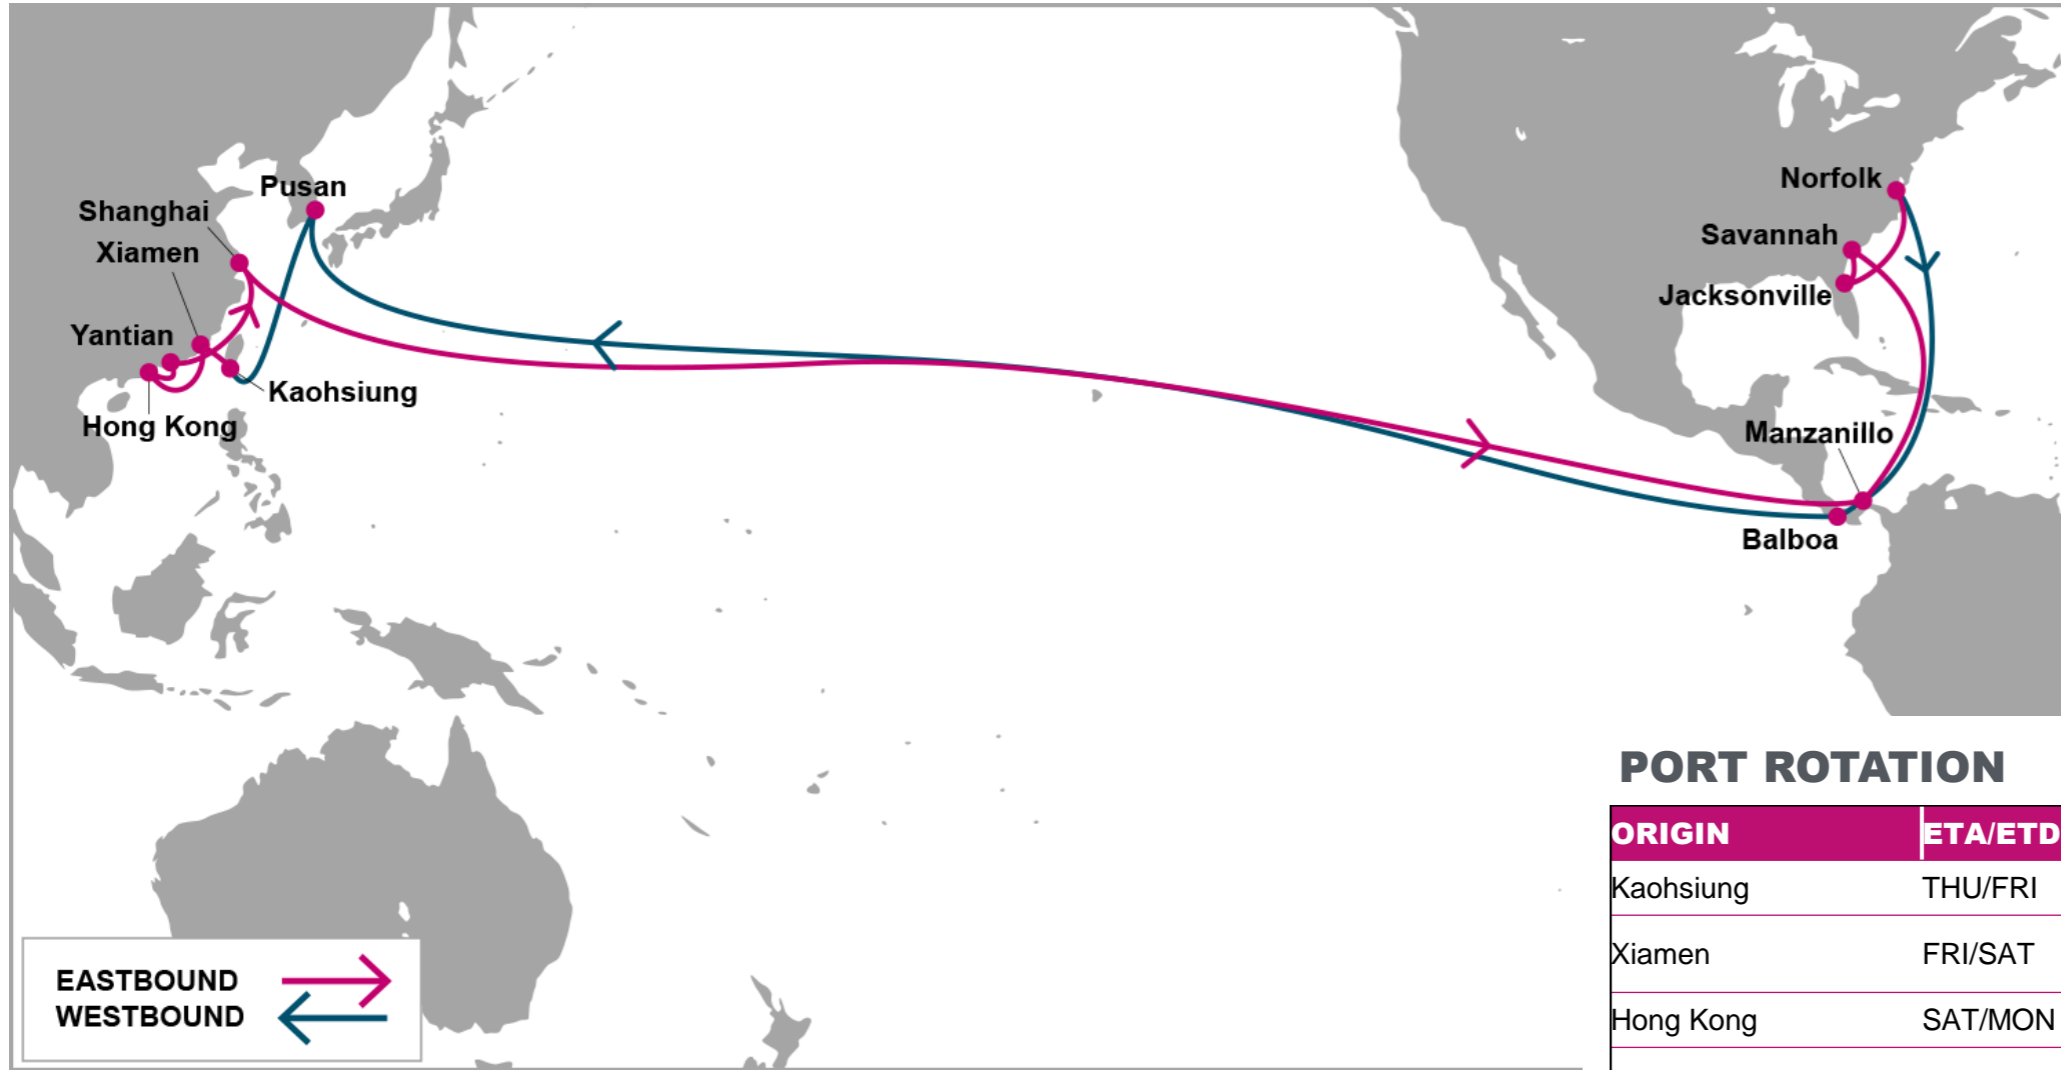 Pusan
Shanghai
Xiamen
Yantian
Kaohsiung
Hong Kong
Norfolk
Savannah
Jacksonville
Manzanillo
Balboa
EASTBOUND
WESTBOUND
PORT ROTATION
ORIGIN ETA/ETD
Kaohsiung THU/FRI
Xiamen FRI/SAT
Hong Kong SAT/MON